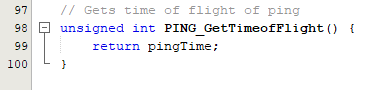 97 // Gets time of flight of ping
98 unsigned int PING_GetTimeofFlight() {
99 return pingTime;
100 }